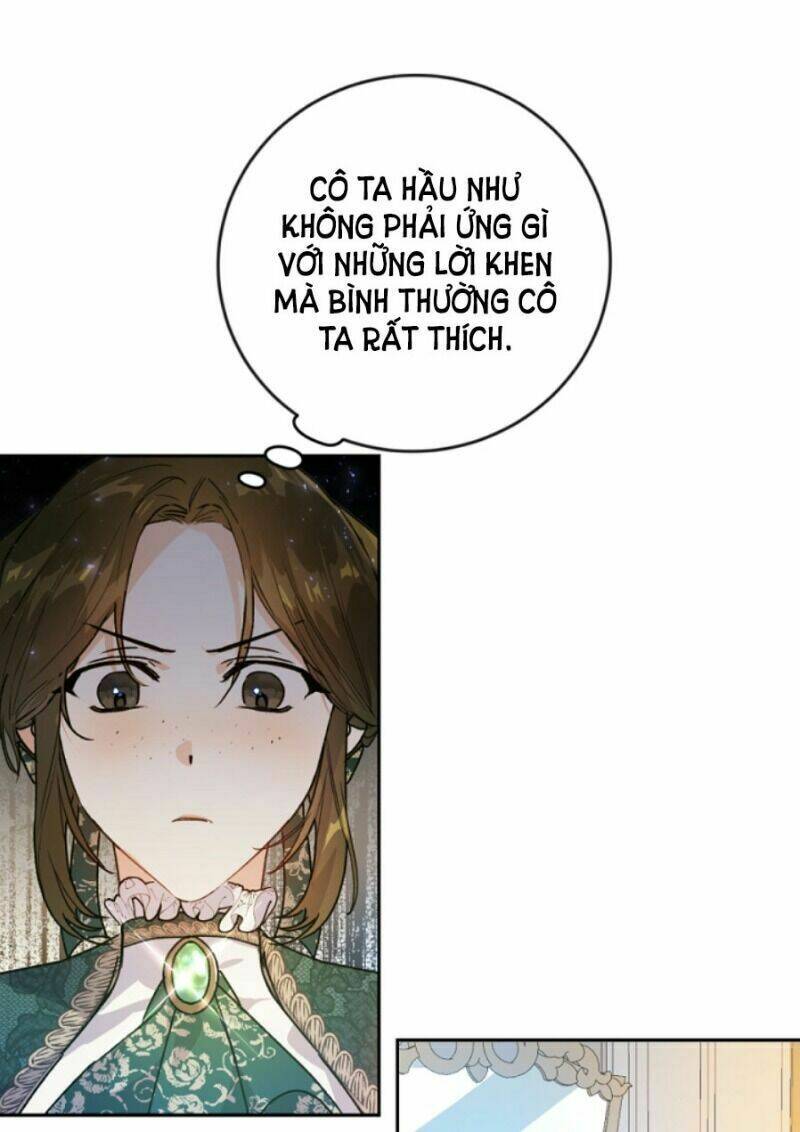 CÔ TA HẦU NHƯ
KHÔNG PHẢI ỨNG GÌ
VỚI NHỮNG LỜI KHEN
MÀ BÌNH THƯỜNG CÔ
TA RẤT THÍCH.